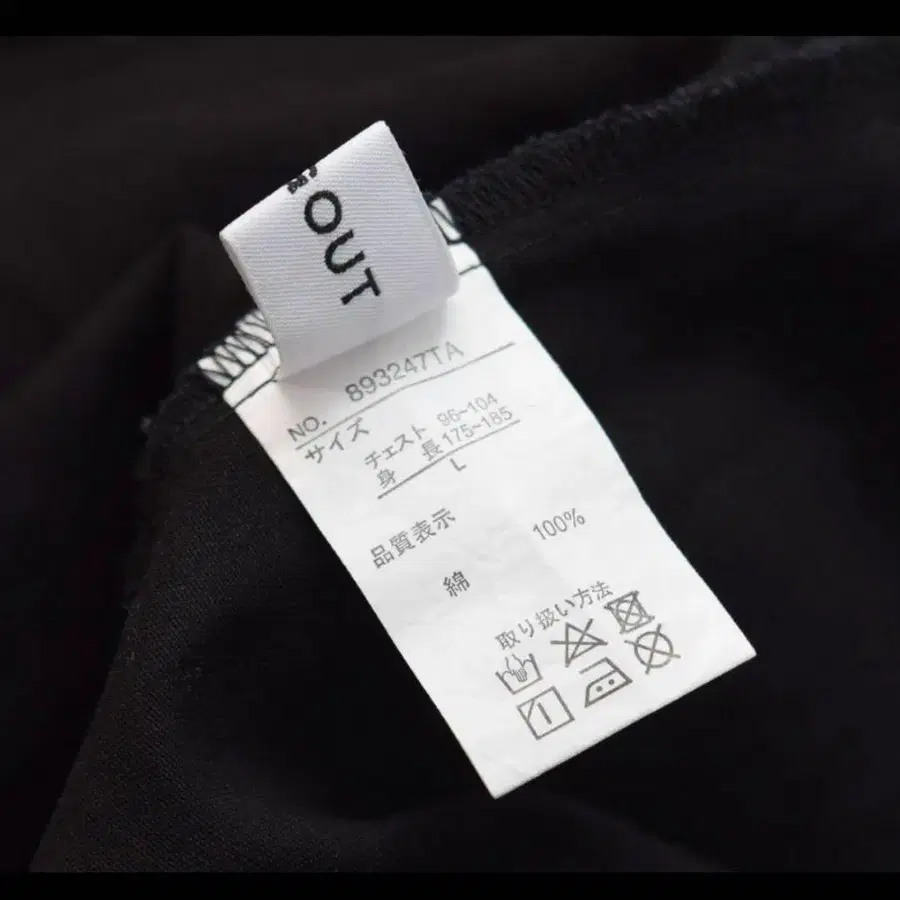 OUT
NO. 893247TA
サイズ
チェスト 96~104
身 長 175~185
L
品質表示
綿 100%
取り扱い方法